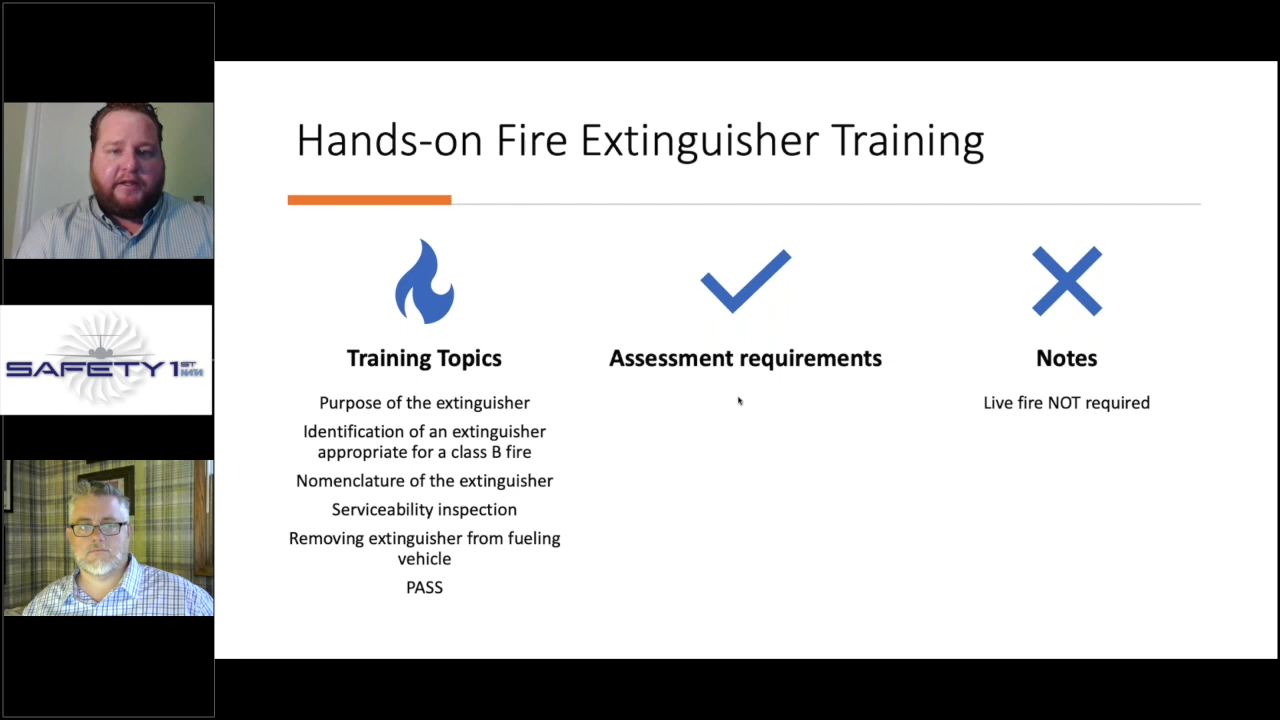 Hands-on Fire Extinguisher Training
Training Topics
Purpose of the extinguisher
Identification of an extinguisher
appropriate for a class B fire
Nomenclature of the extinguisher
Serviceability inspection
Removing extinguisher from fueling
vehicle
PASS
Assessment requirements
Notes
Live fire NOT required
SAFETY 1ST
NATA